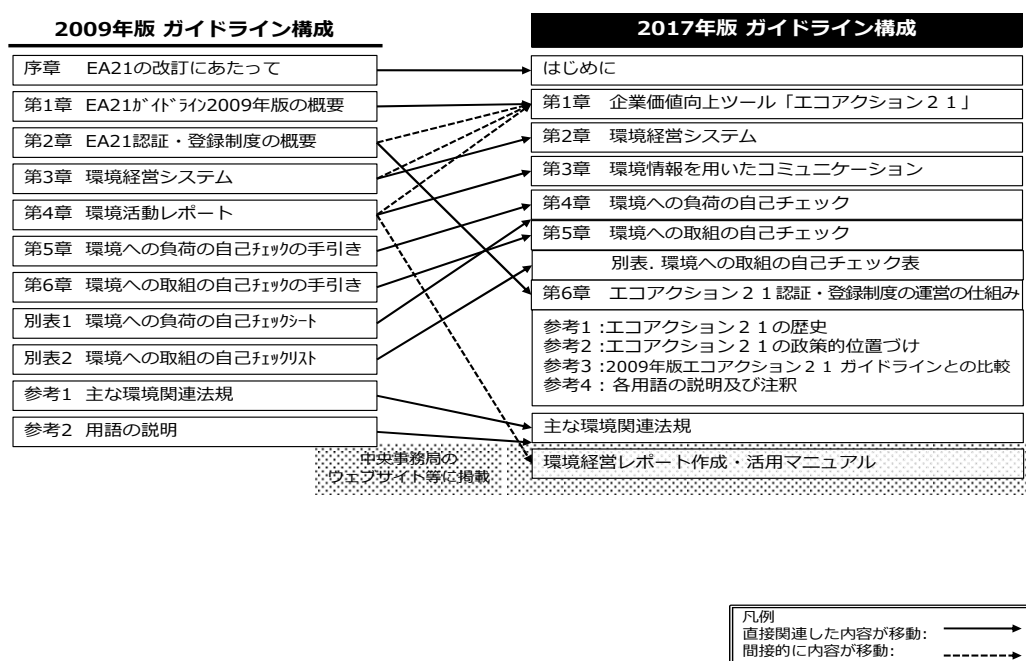 2009年版 ガイドライン構成
序章 EA21の改訂にあたって
第1章 EA21ｶﾞｲﾄﾞﾗｲﾝ2009年版の概要
第2章 EA21認証・登録制度の概要
第3章 環境経営システム
第4章 環境活動レポート
第5章 環境への負荷の自己ﾁｪｯｸの手引き
第6章 環境への取組の自己ﾁｪｯｸの手引き
別表1 環境への負荷の自己ﾁｪｯｸｼｰﾄ
別表2 環境への取組の自己ﾁｪｯｸﾘｽﾄ
参考1 主な環境関連法規
参考2 用語の説明
中央事務局の
ウェブサイト等に掲載
2017年版 ガイドライン構成
はじめに
第1章 企業価値向上ツール「エコアクション２１」
第2章 環境経営システム
第3章 環境情報を用いたコミュニケーション
第4章 環境への負荷の自己チェック
第5章 環境への取組の自己チェック
別表. 環境への取組の自己チェック表
第6章 エコアクション２１認証・登録制度の運営の仕組み
参考1：エコアクション２１の歴史
参考2：エコアクション２１の政策的位置づけ
参考3：2009年版エコアクション２１ ガイドラインとの比較
参考4：各用語の説明及び注釈
主な環境関連法規
環境経営レポート作成・活用マニュアル
凡例
直接関連した内容が移動:
間接的に内容が移動: